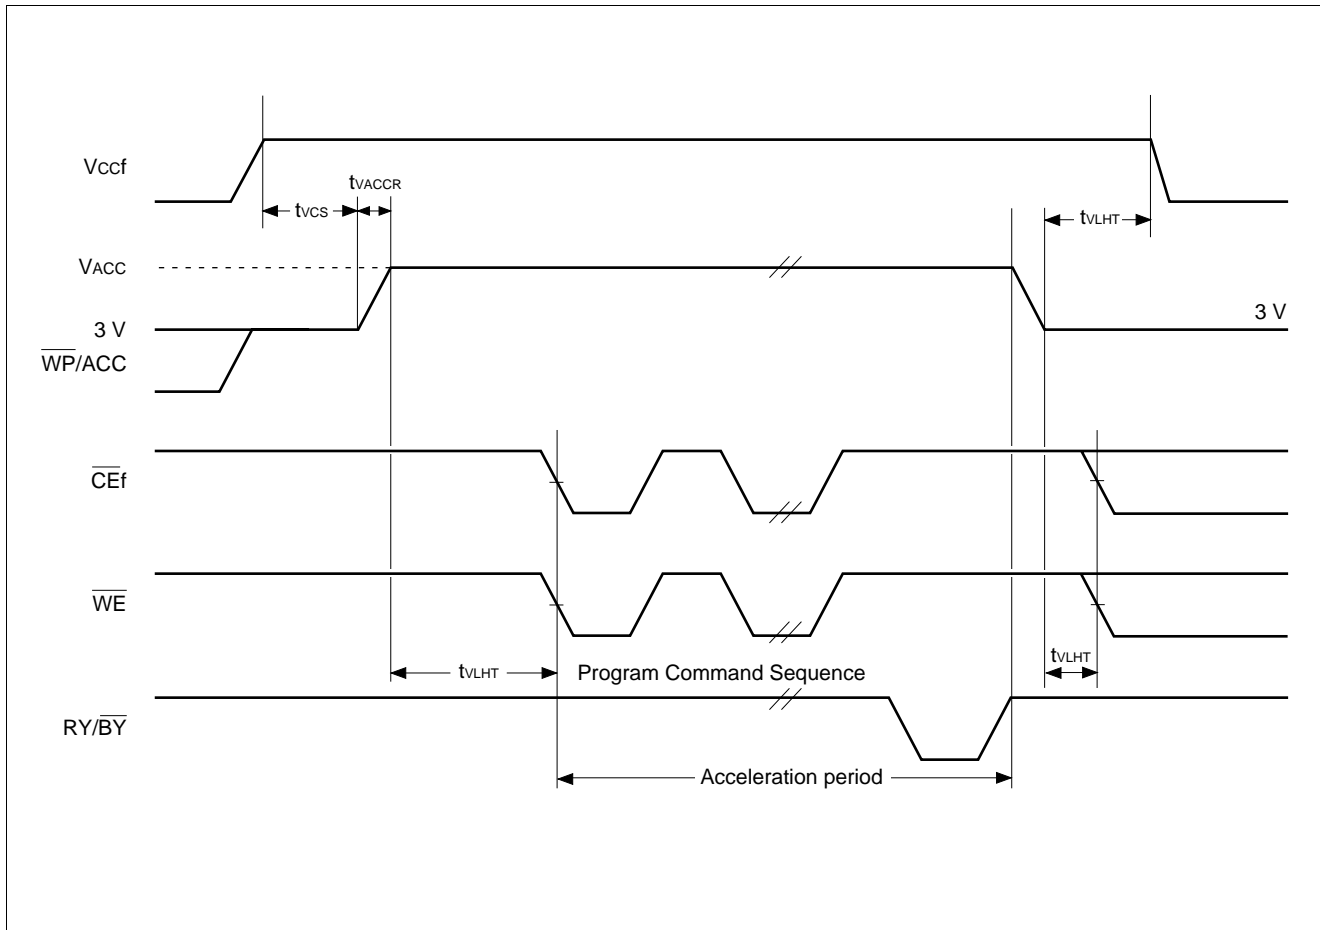 VCCf
tVACCR
tVCS
tVLHT
VACC
3 V
3 V
WP/ACC
CEf
WE
tVLHT
Program Command Sequence
tVLHT
RY/BY
Acceleration period